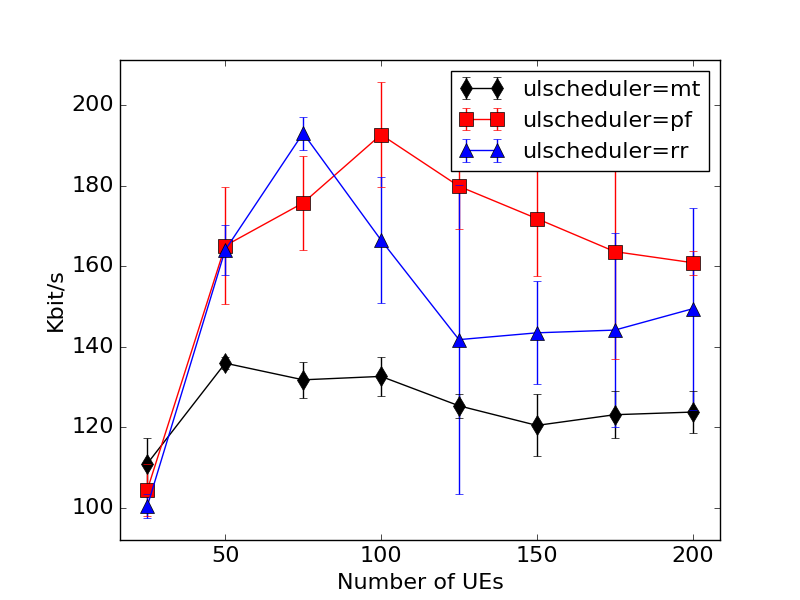 ulscheduler=mt
ulscheduler=pf
ulscheduler=rr
Kbit/s
200
180
160
140
120
100
50 100 150 200
Number of UEs